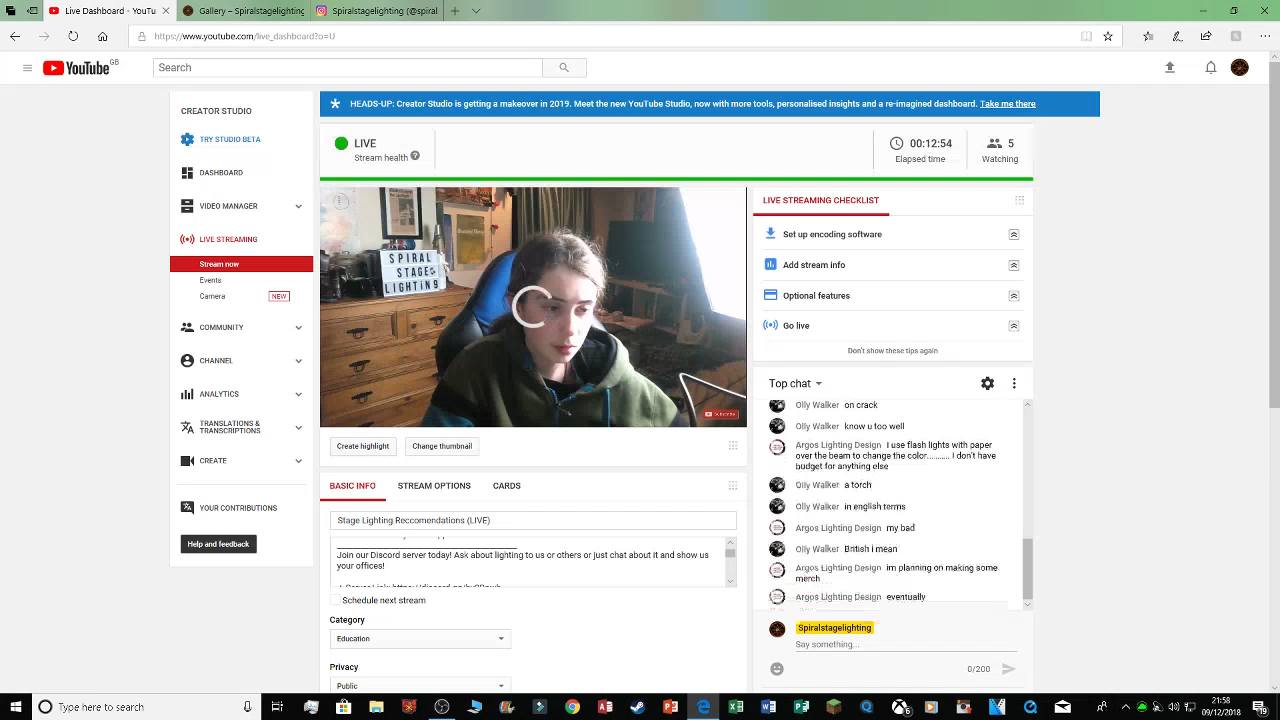 Live dashboard - YouTu
Gallery – Spiralstagelighting
Spiralstagelighting (@spiral
https://www.youtube.com/live_dashboard?o=U
YouTube GB
Search
CREATOR STUDIO
TRY STUDIO BETA
DASHBOARD
VIDEO MANAGER
LIVE STREAMING
Stream now
Events
Camera NEW
COMMUNITY
CHANNEL
ANALYTICS
TRANSLATIONS &
TRANSCRIPTIONS
CREATE
YOUR CONTRIBUTIONS
Help and feedback
HEADS-UP: Creator Studio is getting a makeover in 2019. Meet the new YouTube Studio, now with more tools, personalised insights and a re-imagined dashboard. Take me there
LIVE
Stream health ?
00:12:54
Elapsed time
5
Watching
SPIRAL
STAGE
LIGHTING
SUBSCRIBE
Create highlight Change thumbnail
BASIC INFO STREAM OPTIONS CARDS
Stage Lighting Reccomendations (LIVE)
Join our Discord server today! Ask about lighting to us or others or just chat about it and show us
your offices!
Schedule next stream
Category
Education
Privacy
Public
LIVE STREAMING CHECKLIST
Set up encoding software
Add stream info
Optional features
Go live
Don't show these tips again
Top chat
Olly Walker on crack
Olly Walker know u too well
Argos Lighting Design I use flash lights with paper
over the beam to change the color.......... I don't have
budget for anything else
Olly Walker a torch
Olly Walker in english terms
Argos Lighting Design my bad
Olly Walker British i mean
Argos Lighting Design im planning on making some
merch
Argos Lighting Design eventually
Spiralstagelighting
Say something...
0/200
Type here to search
21:58
09/12/2018